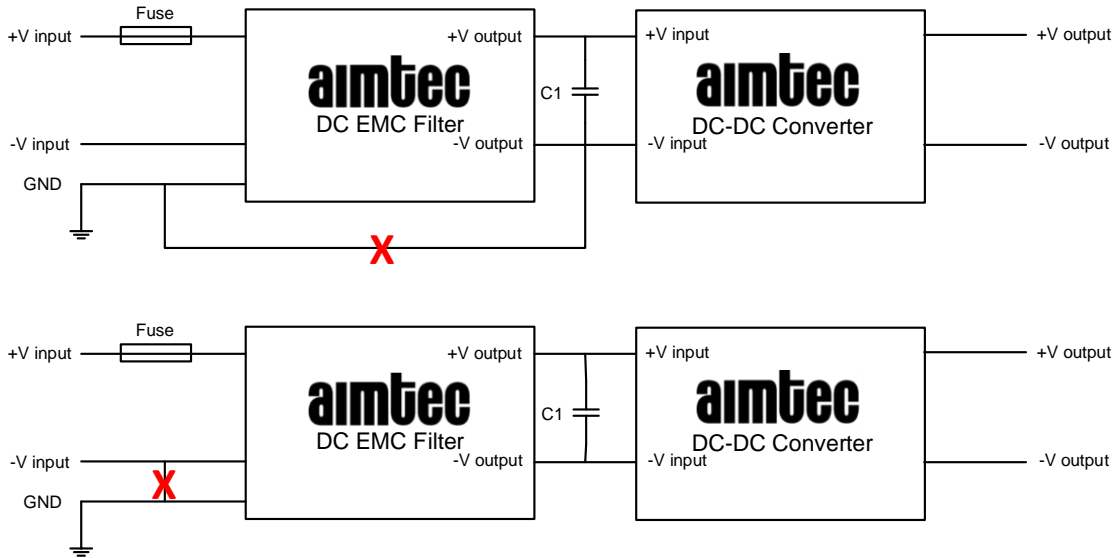 Fuse
+V input
+V output
+V input
+V output
aimtec
aimtec
C1
DC EMC Filter
DC-DC Converter
-V input
-V output
-V input
-V output
GND
X
Fuse
+V input
+V output
+V input
+V output
aimtec
aimtec
C1
DC EMC Filter
DC-DC Converter
-V input
-V output
-V input
-V output
X
GND